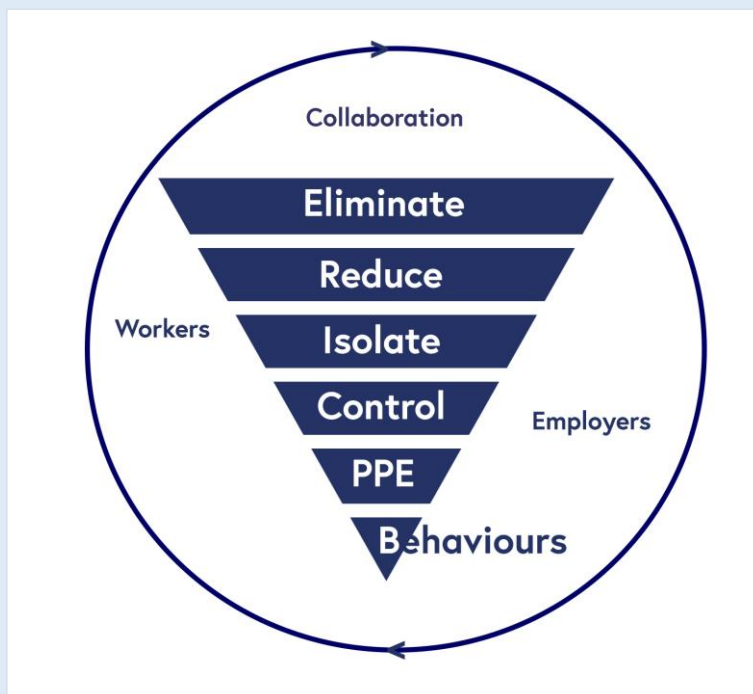 Collaboration
Eliminate
Reduce
Workers
Isolate
Control
Employers
PPE
Behaviours